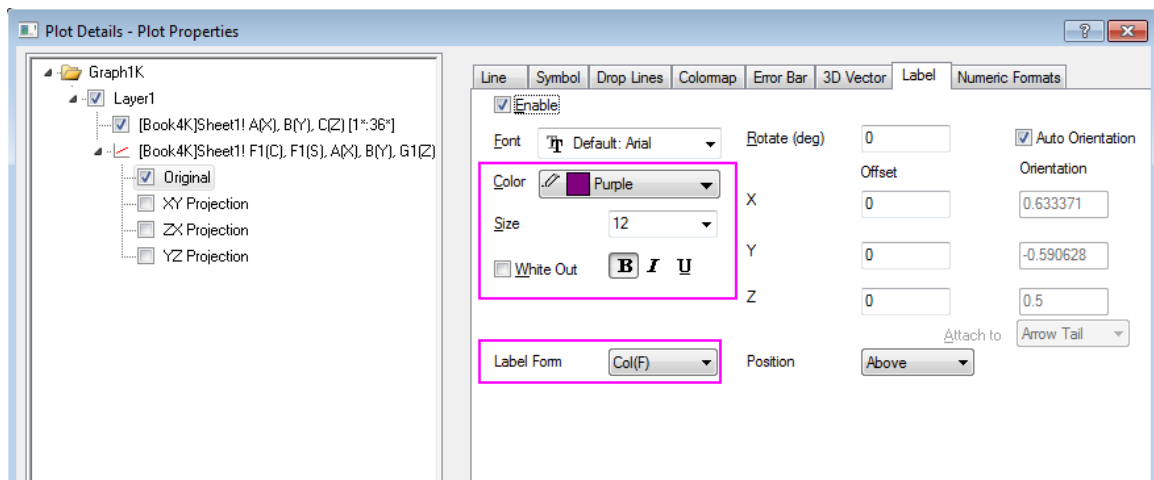 Plot Details - Plot Properties
Graph1K
Layer1
[Book4K]Sheet1! A(X), B(Y), C(Z) [1*:36*]
[Book4K]Sheet1! F1(C), F1(S), A(X), B(Y), G1(Z)
Original
XY Projection
ZX Projection
YZ Projection
Line Symbol Drop Lines Colormap Error Bar 3D Vector Label Numeric Formats
Enable
Font Default: Arial Rotate (deg) 0 Auto Orientation
Offset Orientation
Color Purple X 0 0.633371
Size 12
White Out B I U Y 0 -0.590628
Z 0 0.5
Attach to Arrow Tail
Label Form Col(F) Position Above